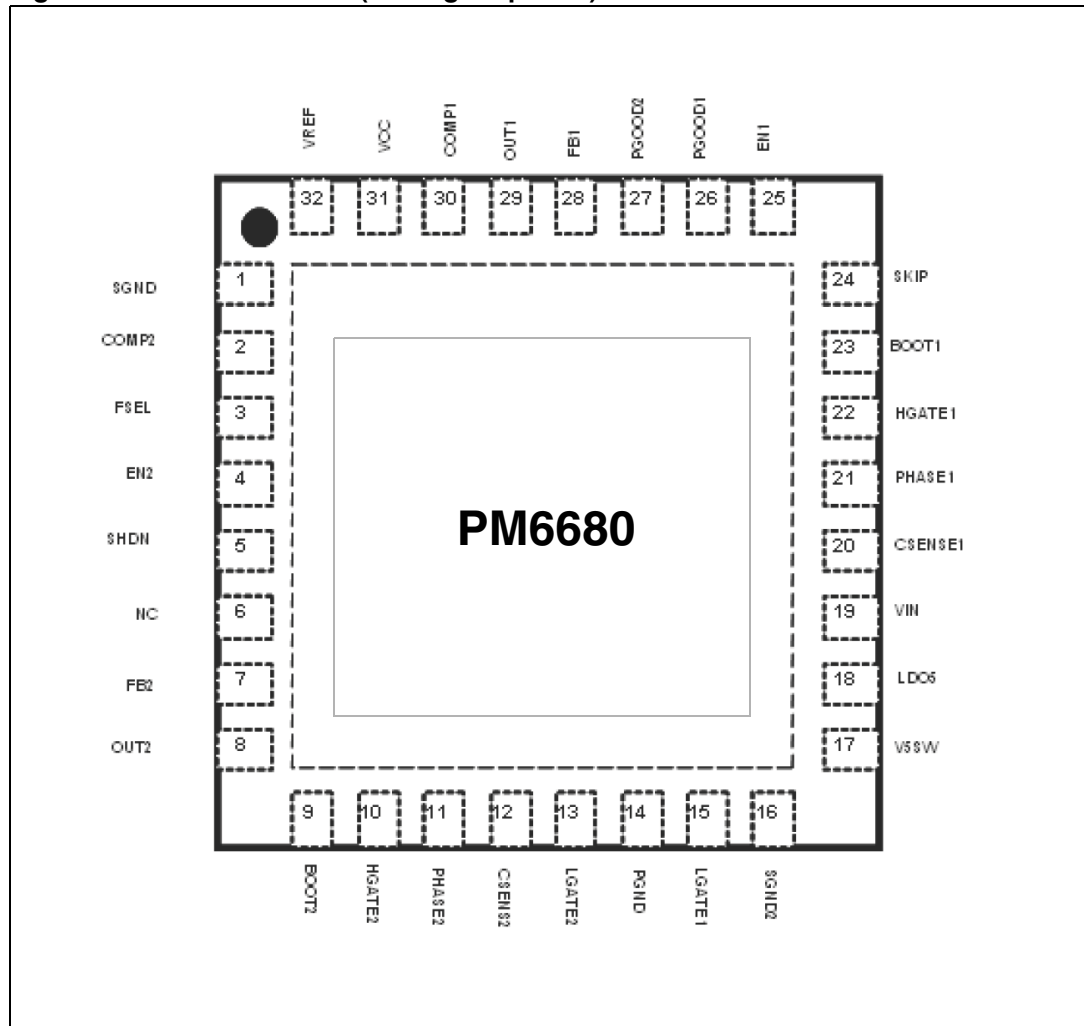 VREF
VCC
COMP1
OUT1
FB1
PGOOD2
PGOOD1
EN1
32
31
30
29
28
27
26
25
SGND
1
COMP2
2
FSEL
3
EN2
4
SHDN
5
NC
6
FB2
7
OUT2
8
PM6680
24
SKIP
23
BOOT1
22
HGATE1
21
PHASE1
20
CSENSE1
19
VIN
18
LDO5
17
V5SW
9
10
11
12
13
14
15
16
BOOT2
HGATE2
PHASE2
CSENS2
LGATE2
PGND
LGATE1
SGND2